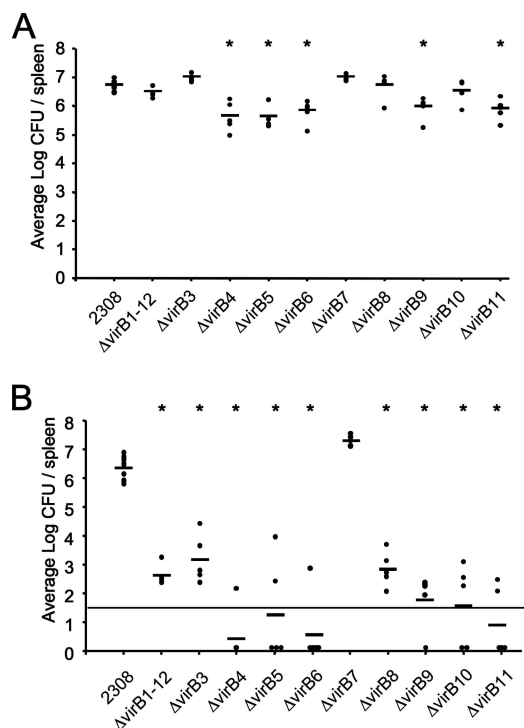 A
* * * * *
Average Log CFU / spleen
8
7
6
5
4
3
2
1
0
2308
ΔvirB1-12
ΔvirB3
ΔvirB4
ΔvirB5
ΔvirB6
ΔvirB7
ΔvirB8
ΔvirB9
ΔvirB10
ΔvirB11
B
* * * * * * * * *
Average Log CFU / spleen
8
7
6
5
4
3
2
1
0
2308
ΔvirB1-12
ΔvirB3
ΔvirB4
ΔvirB5
ΔvirB6
ΔvirB7
ΔvirB8
ΔvirB9
ΔvirB10
ΔvirB11